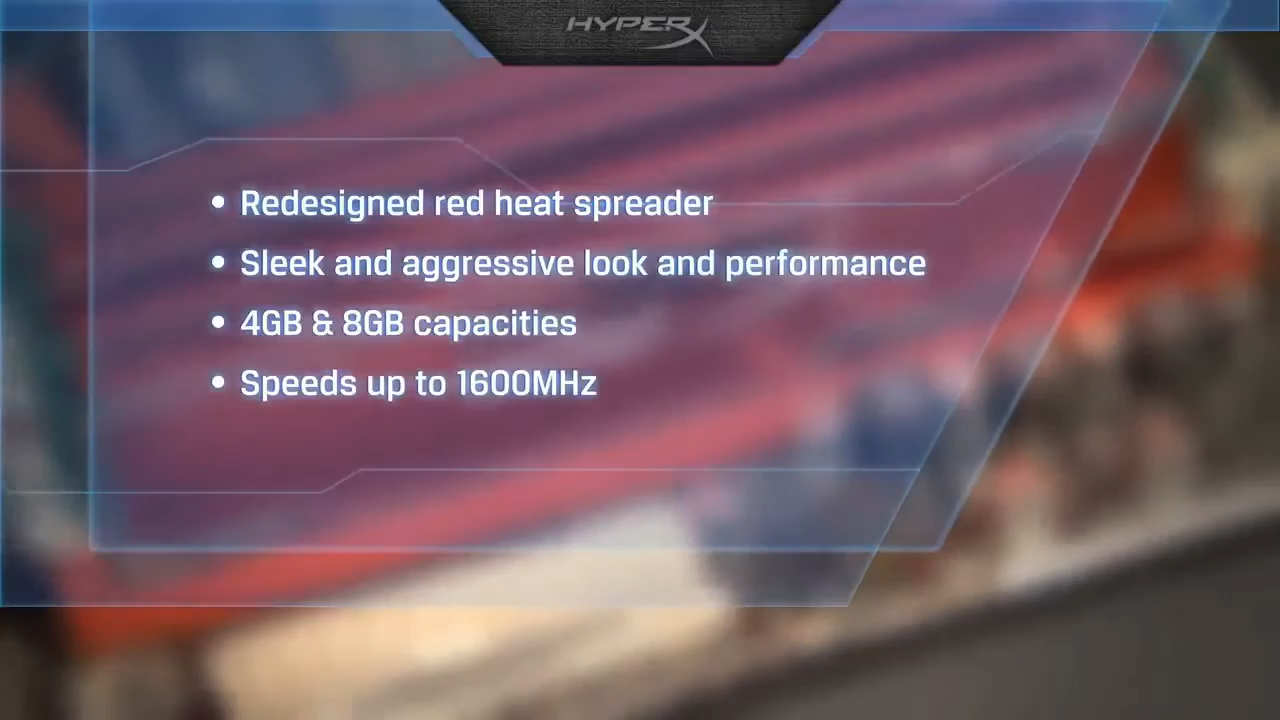 HYPERX
• Redesigned red heat spreader
• Sleek and aggressive look and performance
• 4GB & 8GB capacities
• Speeds up to 1600MHz